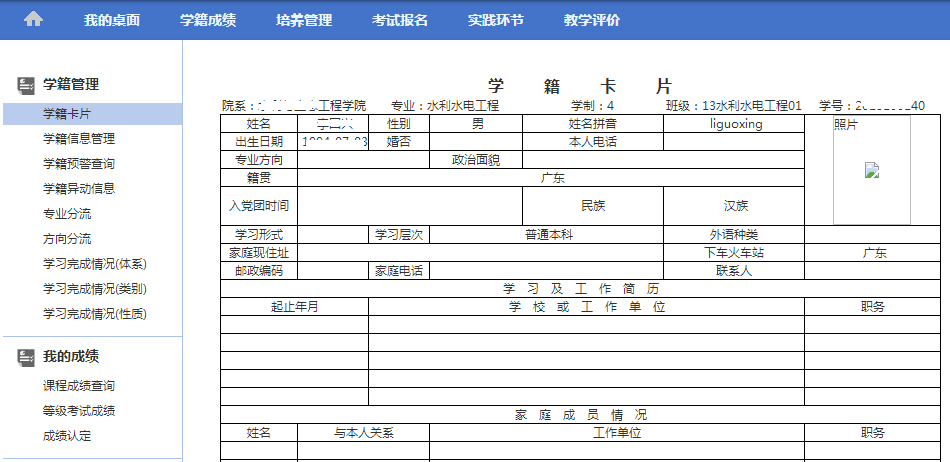 我的桌面 学籍成绩 培养管理 考试报名 实践环节 教学评价
学籍管理
学籍卡片
学籍信息管理
学籍预警查询
学籍异动信息
专业分流
方向分流
学习完成情况(体系)
学习完成情况(类别)
学习完成情况(性质)
我的成绩
课程成绩查询
等级考试成绩
成绩认定
学 籍 卡 片
院系： 工程学院 专业：水利水电工程 学制：4 班级：13水利水电工程01 学号：
姓名 性别 男 姓名拼音 liguoxing 照片
出生日期 婚否 本人电话
专业方向 政治面貌
籍贯 广东
入党团时间 民族 汉族
学习形式 学习层次 普通本科 外语种类
家庭现住址 下车火车站 广东
邮政编码 家庭电话 联系人
学 习 及 工 作 简 历
起止年月 学 校 或 工 作 单 位 职务
家 庭 成 员 情 况
姓名 与本人关系 工作单位 职务